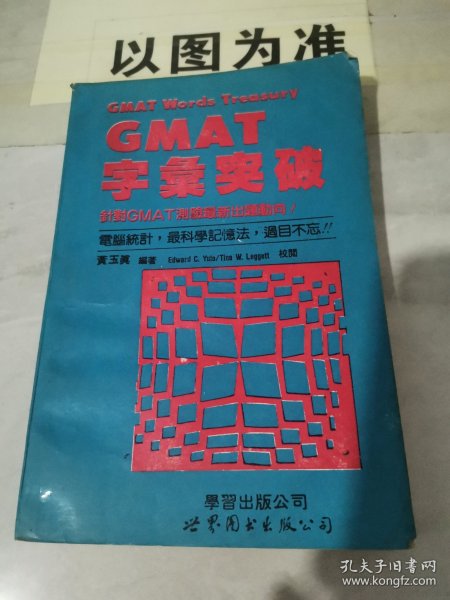 以图为准
GMAT Words Treasury
GMAT
字彙突破
針對GMAT測驗最新出題動向！
電腦統計，最科學記憶法，過目不忘!!
黃玉真 編著 Edward C. Yulo/Tina W. Leggett 校閱
學習出版公司
世界图书出版公司
孔夫子旧书网
www.kongfz.com